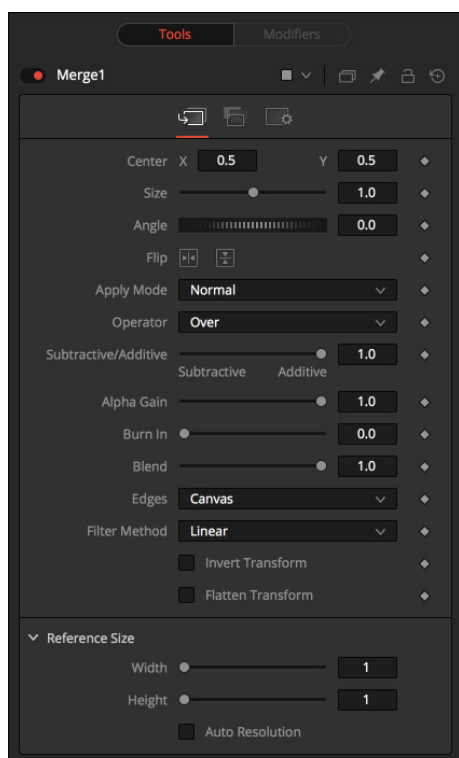 Tools Modifiers
Merge1
Center X 0.5 Y 0.5
Size 1.0
Angle 0.0
Flip
Apply Mode Normal
Operator Over
Subtractive/Additive 1.0
Subtractive Additive
Alpha Gain 1.0
Burn In 0.0
Blend 1.0
Edges Canvas
Filter Method Linear
Invert Transform
Flatten Transform
Reference Size
Width 1
Height 1
Auto Resolution